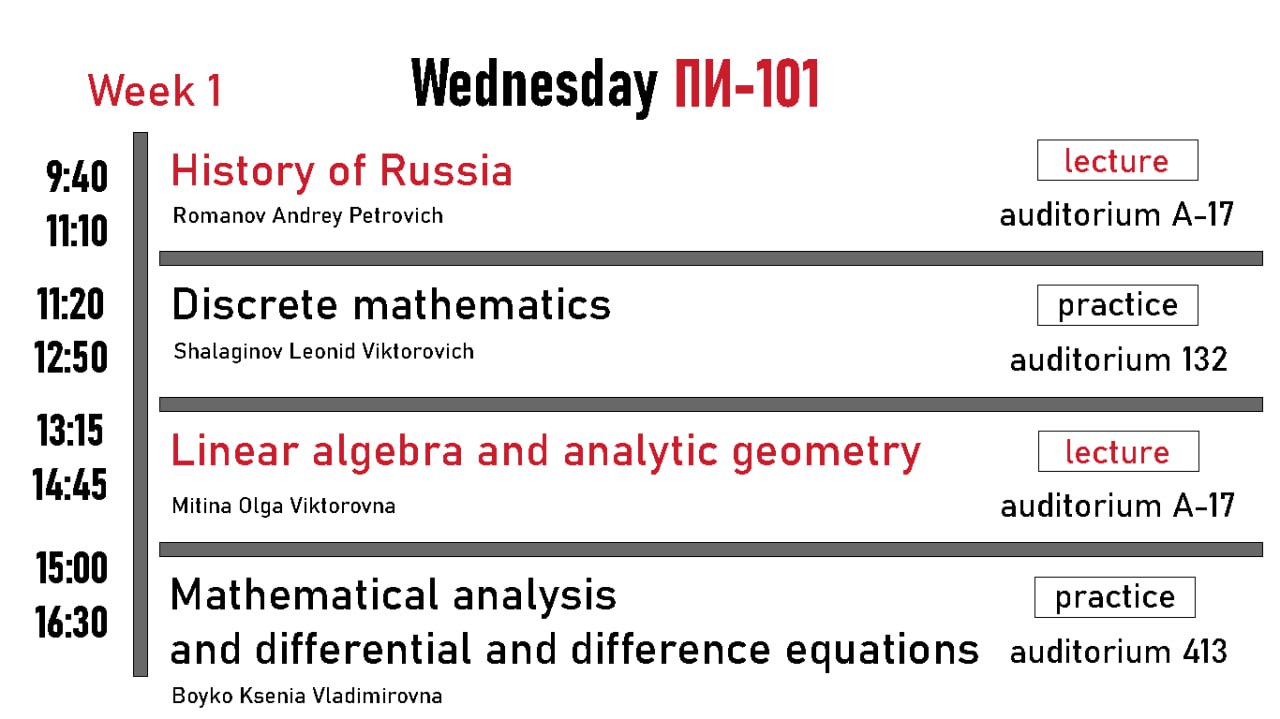 Week 1
Wednesday ПИ-101
9:40
11:10
History of Russia
Romanov Andrey Petrovich
lecture
auditorium A-17
11:20
12:50
Discrete mathematics
Shalaginov Leonid Viktorovich
practice
auditorium 132
13:15
14:45
Linear algebra and analytic geometry
Mitina Olga Viktorovna
lecture
auditorium A-17
15:00
16:30
Mathematical analysis
and differential and difference equations
Boyko Ksenia Vladimirovna
practice
auditorium 413